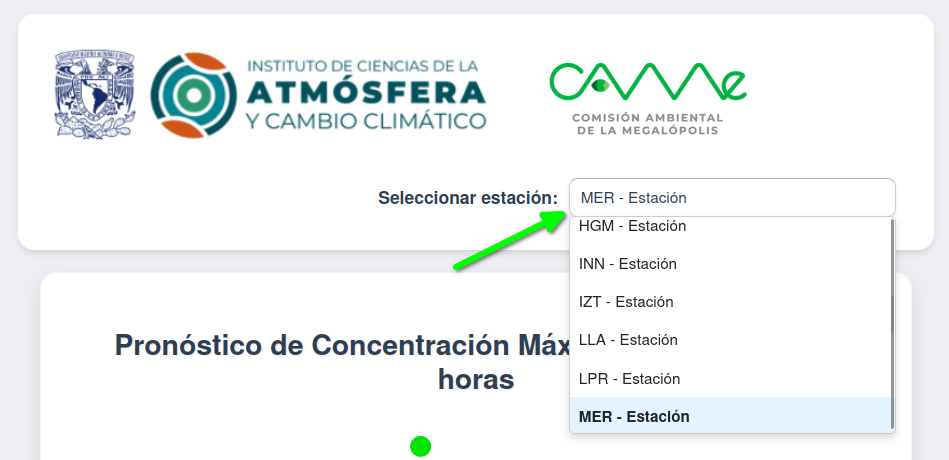 INSTITUTO DE CIENCIAS DE LA
ATMÓSFERA
Y CAMBIO CLIMÁTICO
COMISIÓN AMBIENTAL
DE LA MEGALÓPOLIS
Seleccionar estación:
MER - Estación
HGM - Estación
INN - Estación
IZT - Estación
LLA - Estación
LPR - Estación
MER - Estación
Pronóstico de Concentración Máx
horas